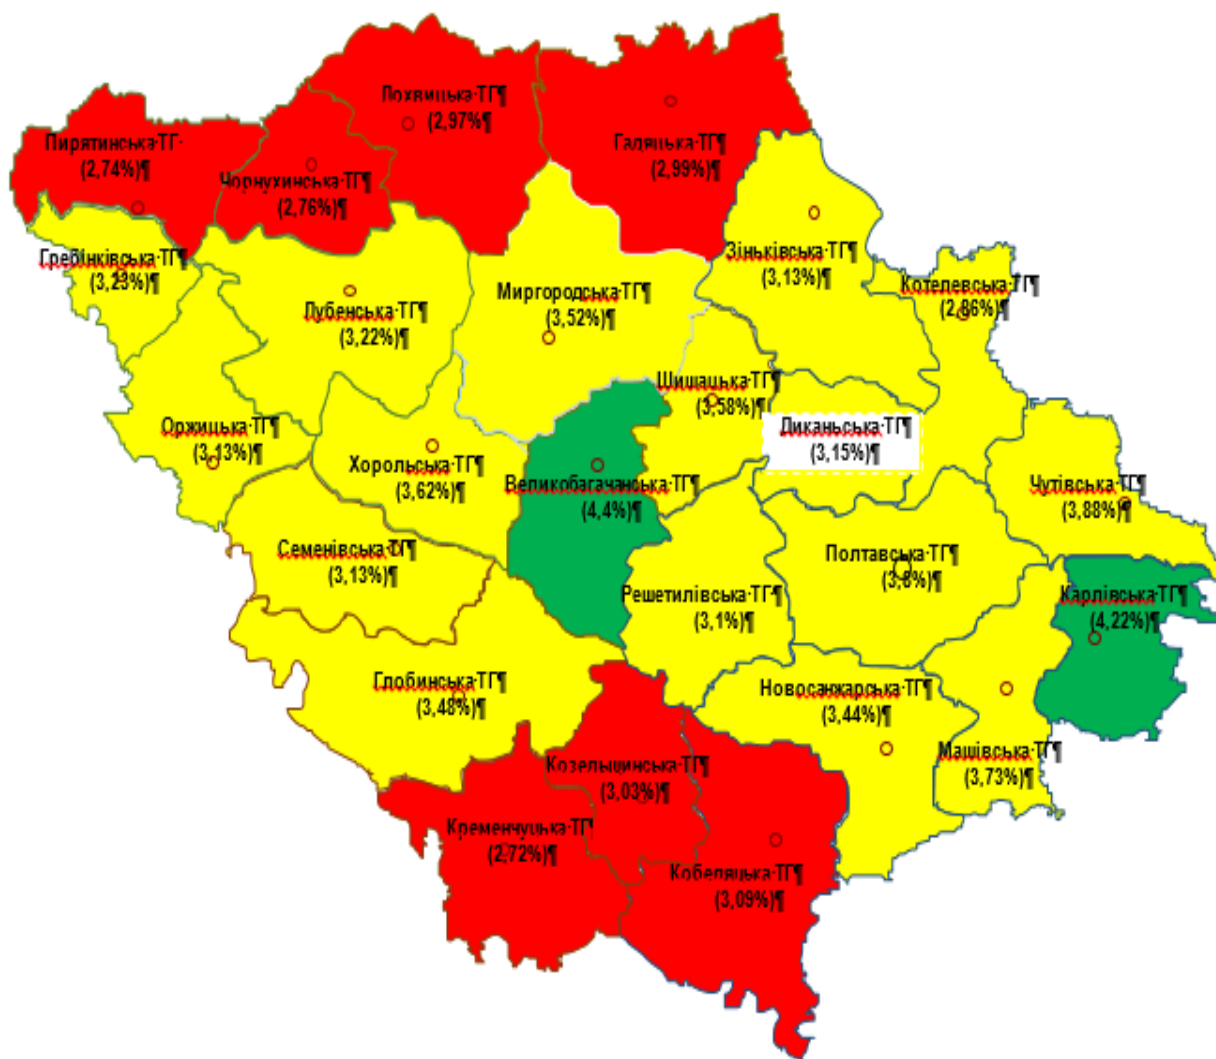 Лохвицька·ТГ¶
(2,97%)¶
Пирятинська·ТГ·
(2,74%)¶
Гадяцька·ТГ¶
(2,99%)¶
Чорнухинська·ТГ¶
(2,76%)¶
Гребінківська·ТГ¶
(3,23%)¶
Зіньківська·ТГ¶
(3,13%)¶
Котелевська·ТГ¶
(2,86%)¶
Лубенська·ТГ¶
(3,22%)¶
Миргородська·ТГ¶
(3,52%)¶
Шишацька·ТГ¶
(3,58%)¶
Оржицька·ТГ¶
(3,13%)¶
Диканьська·ТГ¶
(3,15%)¶
Хорольська·ТГ¶
(3,62%)¶
Великобагачанська·ТГ¶
(4,4%)¶
Чутівська·ТГ¶
(3,88%)¶
Семенівська·ТГ¶
(3,13%)¶
Полтавська·ТГ¶
(3,8%)¶
Решетилівська·ТГ¶
(3,1%)¶
Карлівська·ТГ¶
(4,22%)¶
Глобинська·ТГ¶
(3,48%)¶
Новосанжарська·ТГ¶
(3,44%)¶
Машівська·ТГ¶
(3,73%)¶
Козельщинська·ТГ¶
(3,03%)¶
Кременчуцька·ТГ¶
(2,72%)¶
Кобеляцька·ТГ¶
(3,09%)¶